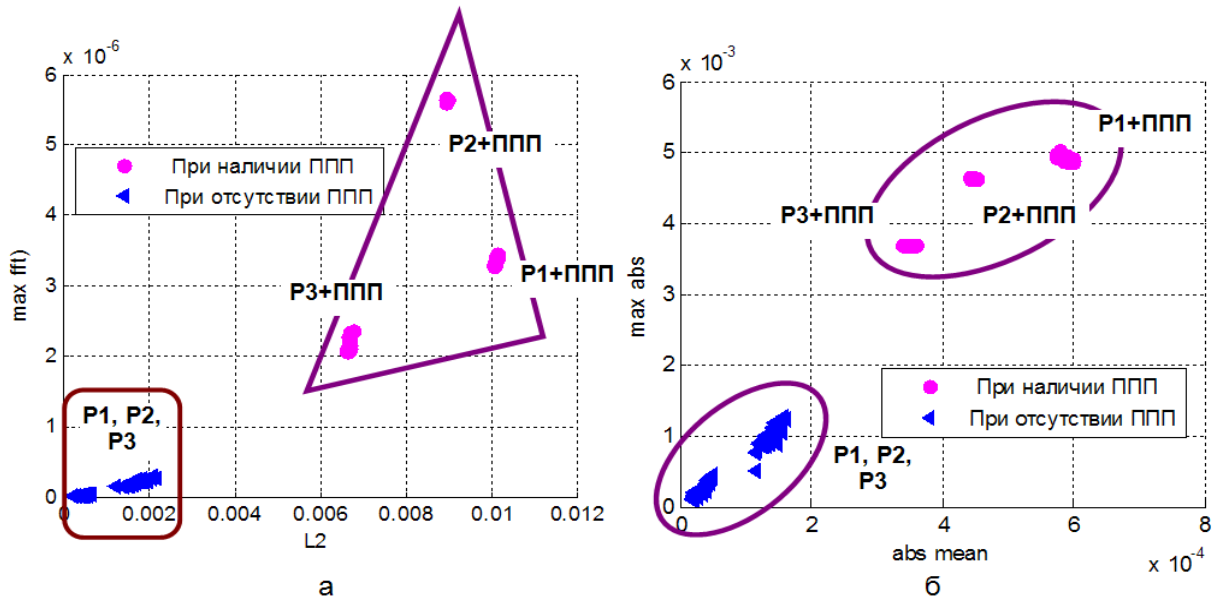 x 10⁻⁶
6
5
4
3
2
1
0
max fft)
При наличии ППП
При отсутствии ППП
P2+ППП
P1+ППП
P3+ППП
P1, P2,
P3
0
0.002
0.004
0.006
0.008
0.01
0.012
L2
а
x 10⁻³
6
5
4
3
2
1
0
max abs
P1+ППП
P3+ППП
P2+ППП
При наличии ППП
При отсутствии ППП
P1, P2,
P3
0
2
4
6
8
abs mean
x 10⁻⁴
б